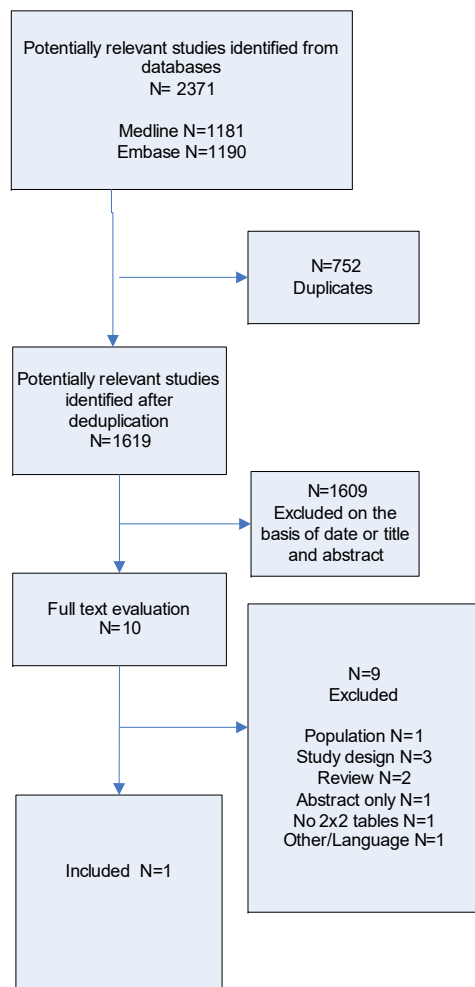 Potentially relevant studies identified from
databases
N= 2371
Medline N=1181
Embase N=1190
N=752
Duplicates
Potentially relevant studies
identified after
deduplication
N=1619
N=1609
Excluded on the
basis of date or title
and abstract
Full text evaluation
N=10
N=9
Excluded
Population N=1
Study design N=3
Review N=2
Abstract only N=1
No 2x2 tables N=1
Other/Language N=1
Included N=1